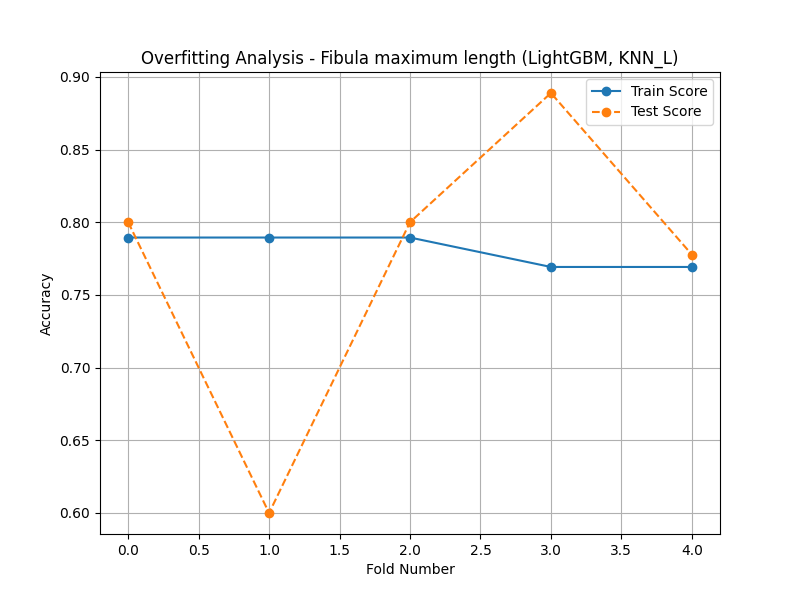 Overfitting Analysis - Fibula maximum length (LightGBM, KNN_L)
Train Score
Test Score
Accuracy
0.90
0.85
0.80
0.75
0.70
0.65
0.60
0.0 0.5 1.0 1.5 2.0 2.5 3.0 3.5 4.0
Fold Number